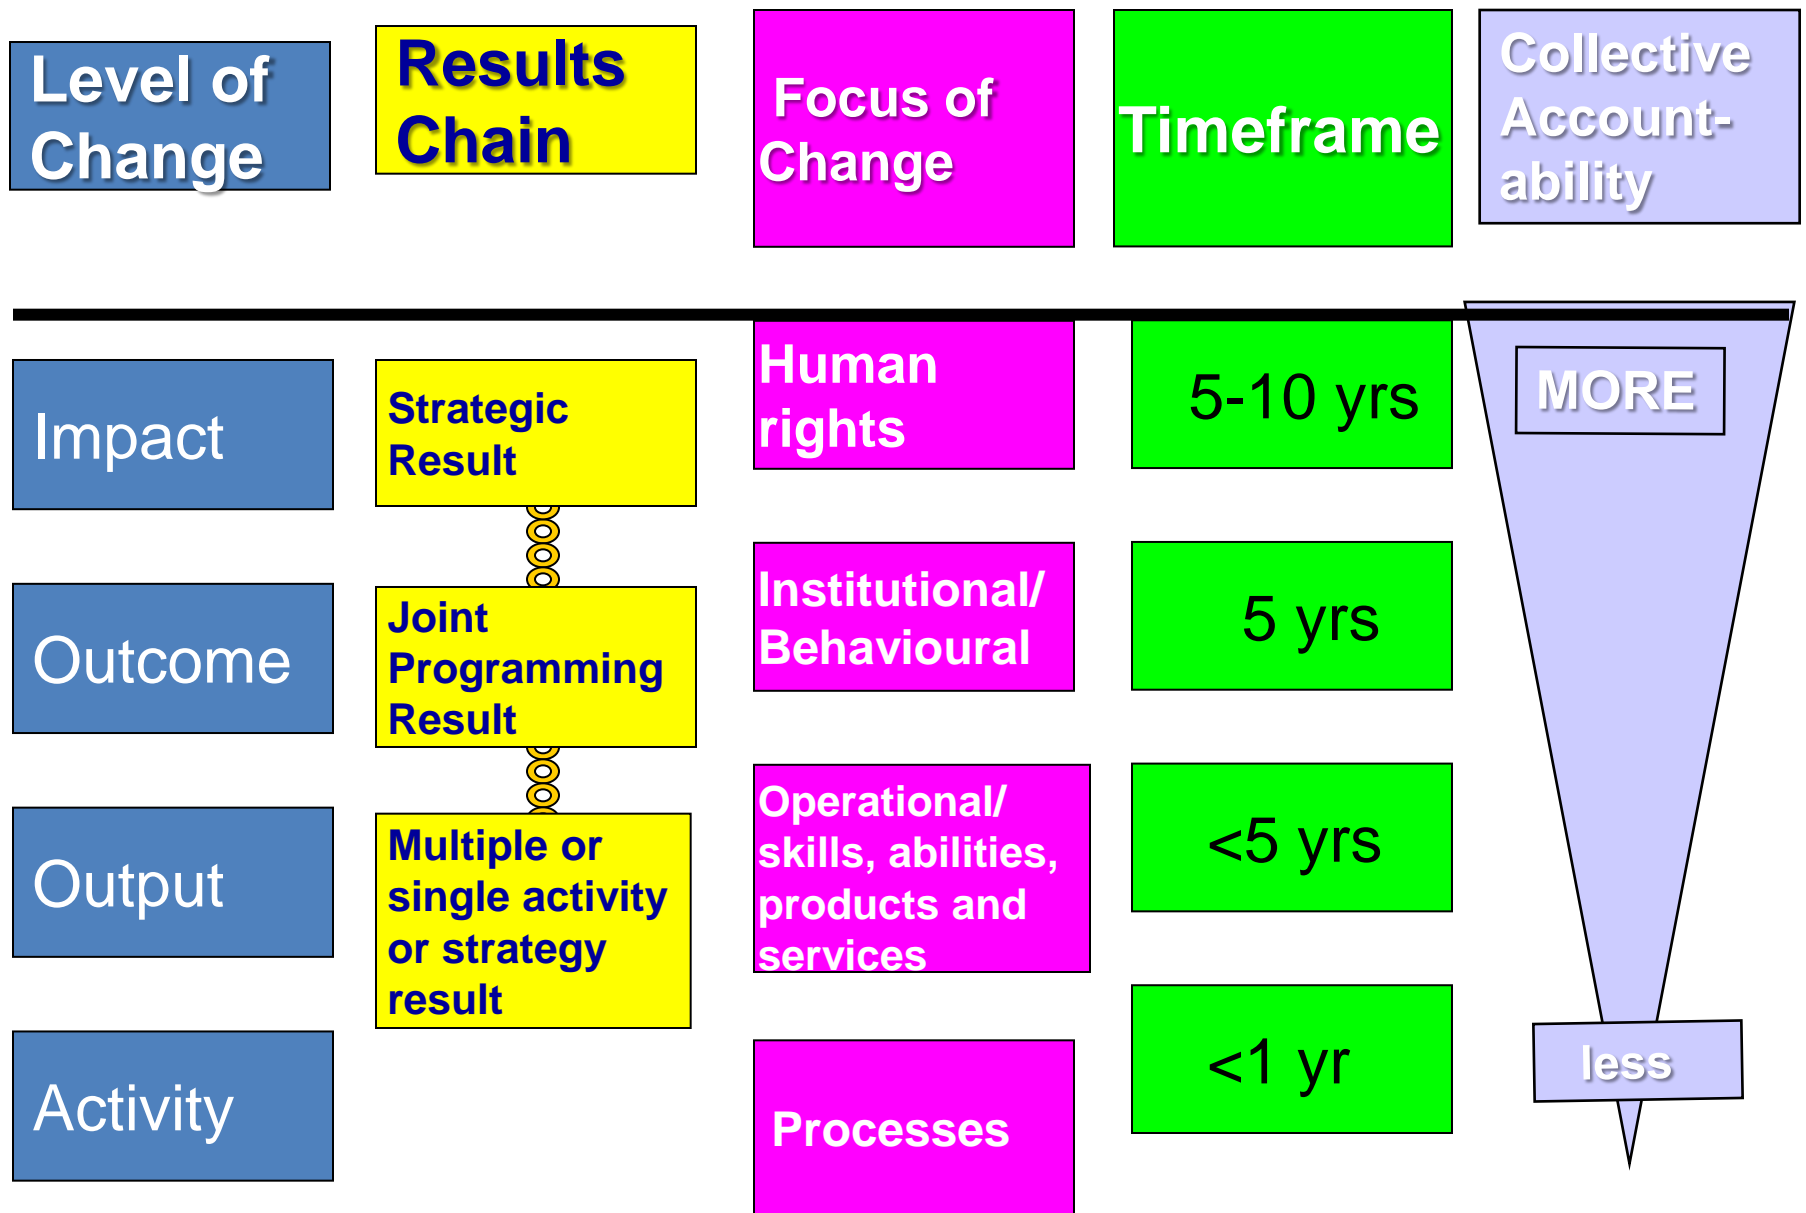 Level of
Change
Results
Chain
Focus of
Change
Timeframe
Collective
Account-
ability
Impact
Strategic
Result
Human
rights
5-10 yrs
MORE
Outcome
Joint
Programming
Result
Institutional/
Behavioural
5 yrs
Output
Multiple or
single activity
or strategy
result
Operational/
skills, abilities,
products and
services
<5 yrs
Activity
Processes
<1 yr
less